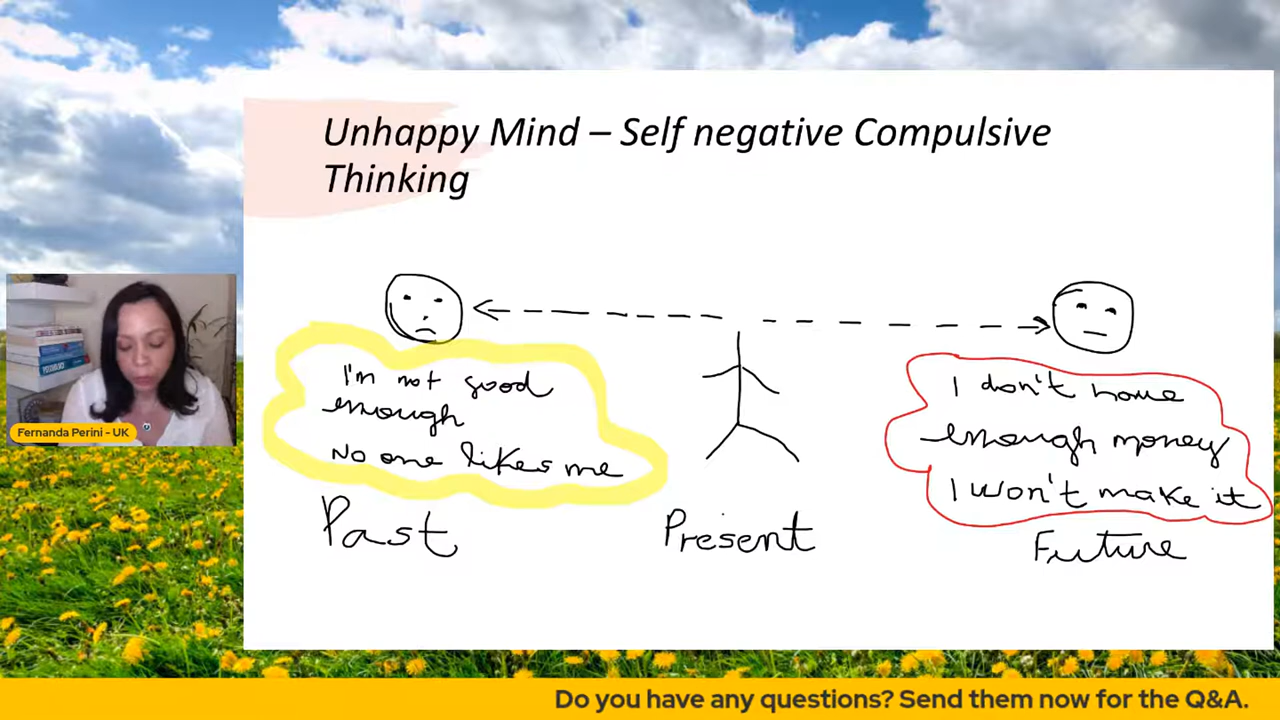 Unhappy Mind – Self negative Compulsive
Thinking
I'm not good
enough
No one likes me
Past
Present
I don't have
enough money
I won't make it
Future
PSYCHOLOGY
Fernanda Perini - UK
Do you have any questions? Send them now for the Q&A.